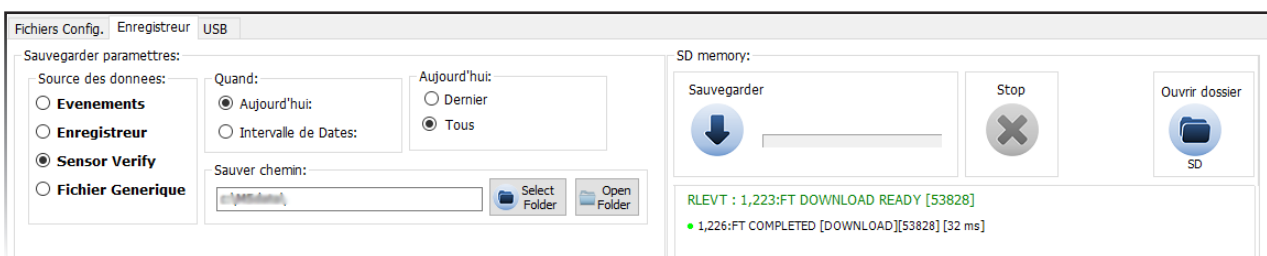 Fichiers Config. Enregistreur USB
Sauvegarder paramettres:
Source des donnees:
Evenements
Enregistreur
Sensor Verify
Fichier Generique
Quand:
Aujourd'hui:
Intervalle de Dates:
Aujourd'hui:
Dernier
Tous
Sauver chemin:
Select
Folder
Open
Folder
SD memory:
Sauvegarder
Stop
Ouvrir dossier
SD
RLEVT : 1,223:FT DOWNLOAD READY [53828]
1,226:FT COMPLETED [DOWNLOAD][53828] [32 ms]